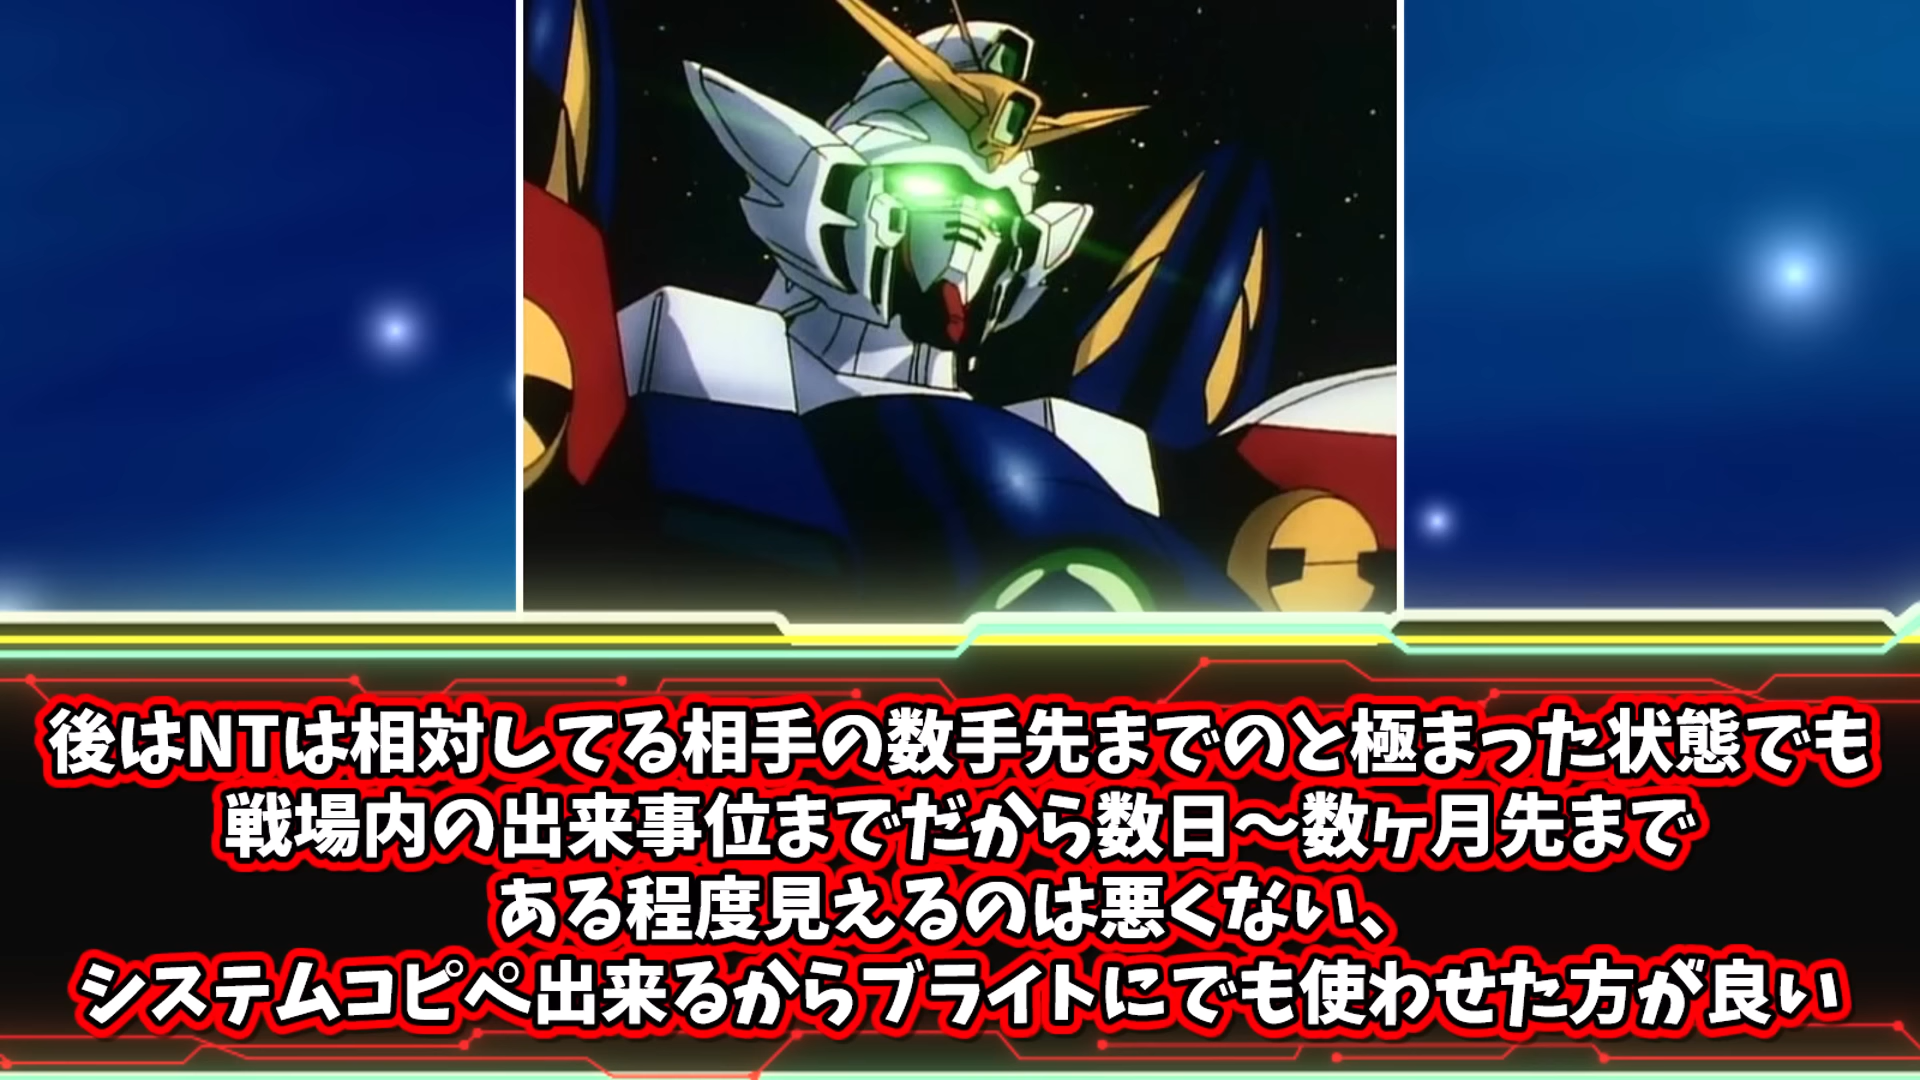 後はNTは相対してる相手の数手先までのと極まった状態でも
戦場内の出来事位までだから数日～数ヶ月先まで
ある程度見えるのは悪くない、
システムコピペ出来るからブライトにでも使わせた方が良い